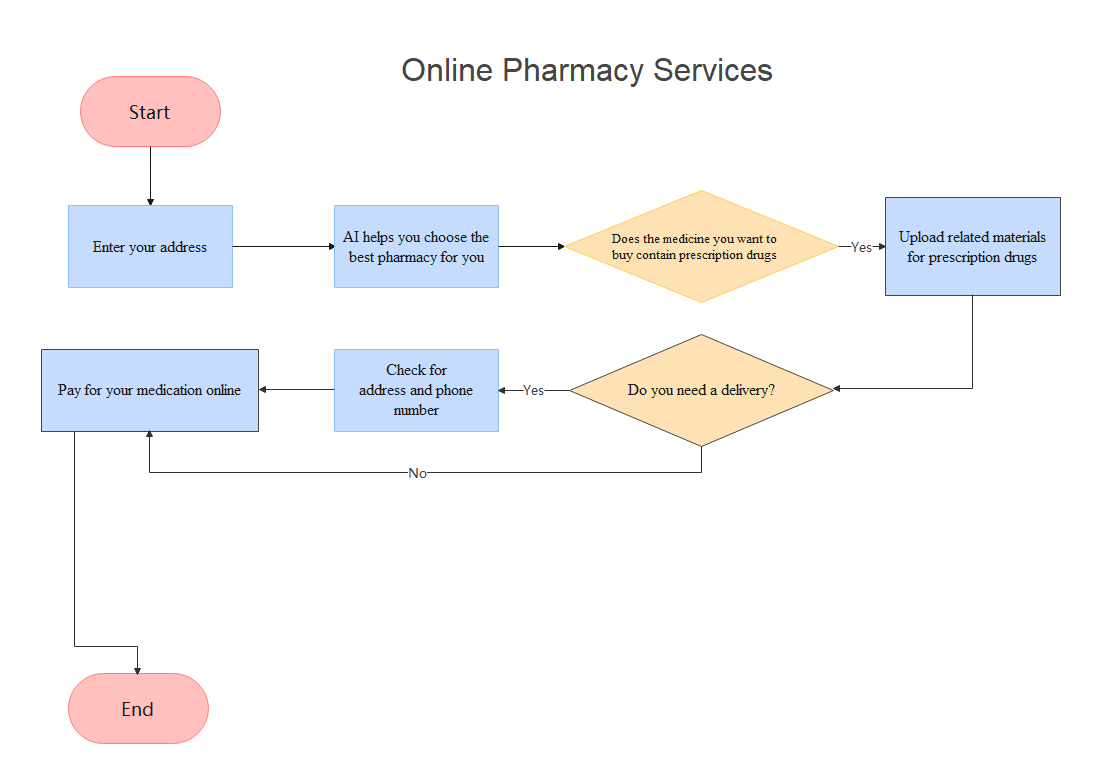 Online Pharmacy Services
Start
Enter your address
AI helps you choose the
best pharmacy for you
Does the medicine you want to
buy contain prescription drugs
Yes
Upload related materials
for prescription drugs
Pay for your medication online
Check for
address and phone
number
Yes
Do you need a delivery?
No
End